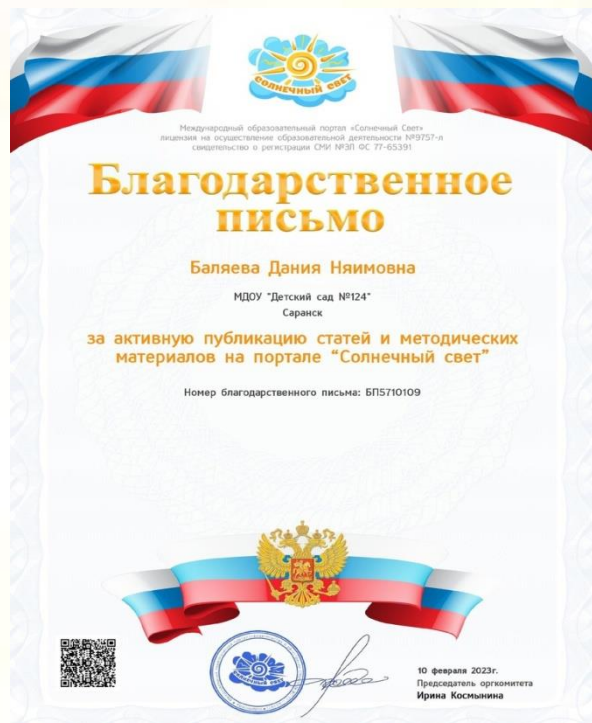 СОЛНЕЧНЫЙ СВЕТ
Международный образовательный портал «Солнечный Свет»
лицензия на осуществление образовательной деятельности №9757-л
свидетельство о регистрации СМИ №ЭЛ ФС 77-65391
Благодарственное
письмо
Баляева Дания Няимовна
МДОУ "Детский сад №124"
Саранск
за активную публикацию статей и методических
материалов на портале “Солнечный свет”
Номер благодарственного письма: БП5710109
СОЛНЕЧНЫЙ СВЕТ
10 февраля 2023г.
Председатель оргкомитета
Ирина Космынина